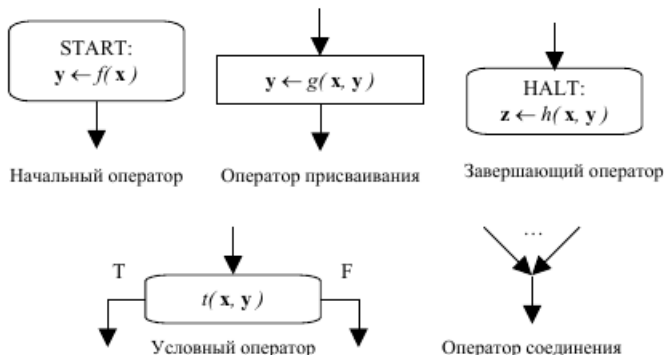 START:
y ← f( x )
y ← g( x, y )
HALT:
z ← h( x, y )
Начальный оператор
Оператор присваивания
Завершающий оператор
T
F
t( x, y )
Условный оператор
…
Оператор соединения